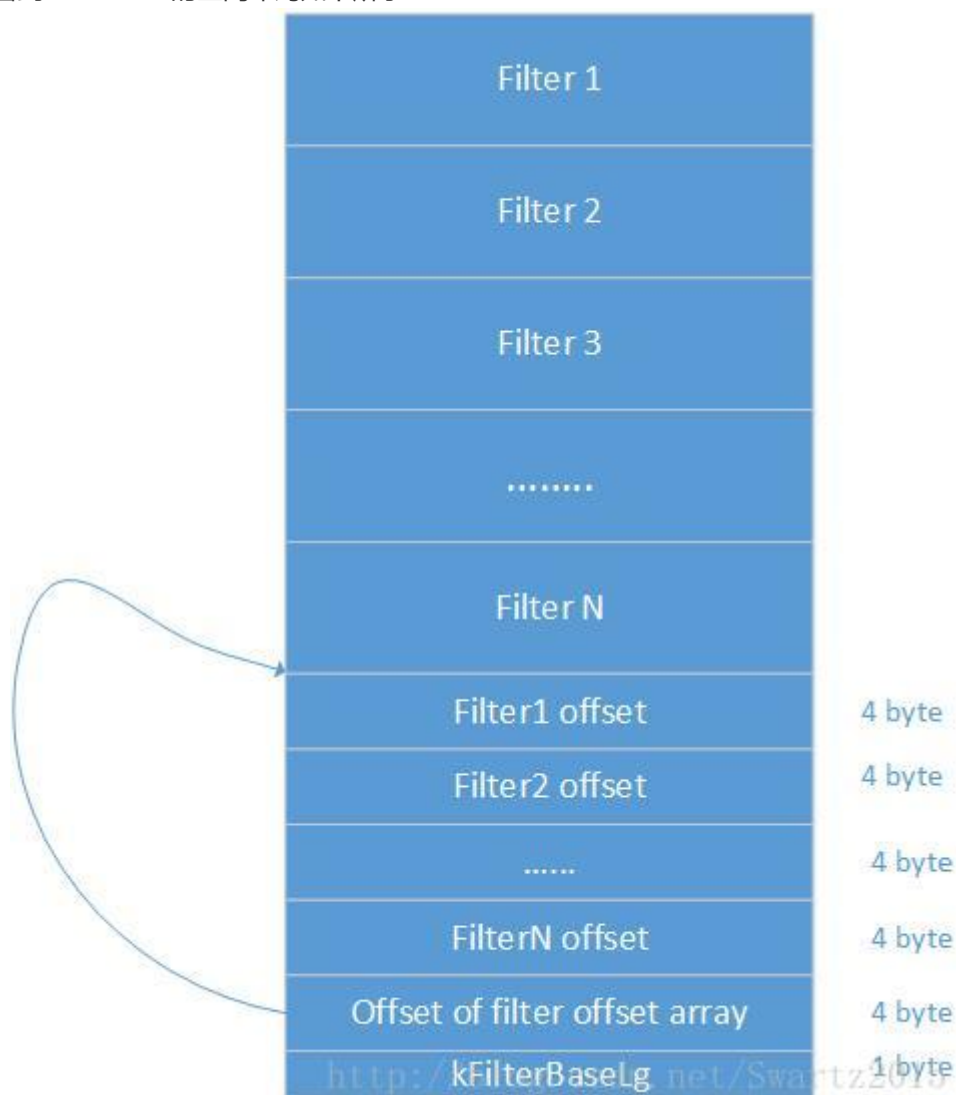 Filter 1
Filter 2
Filter 3
........
Filter N
Filter1 offset 4 byte
Filter2 offset 4 byte
...... 4 byte
FilterN offset 4 byte
Offset of filter offset array 4 byte
kFilterBaseLg 1 byte